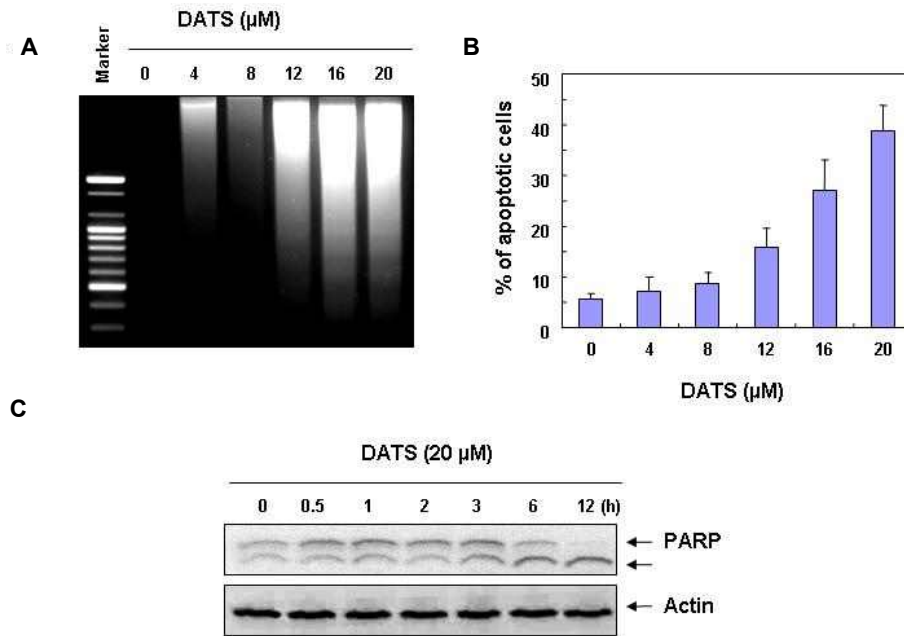 A
DATS (µM)
Marker
0 4 8 12 16 20
B
% of apoptotic cells
50
40
30
20
10
0
0 4 8 12 16 20
DATS (µM)
C
DATS (20 µM)
0 0.5 1 2 3 6 12 (h)
PARP
Actin